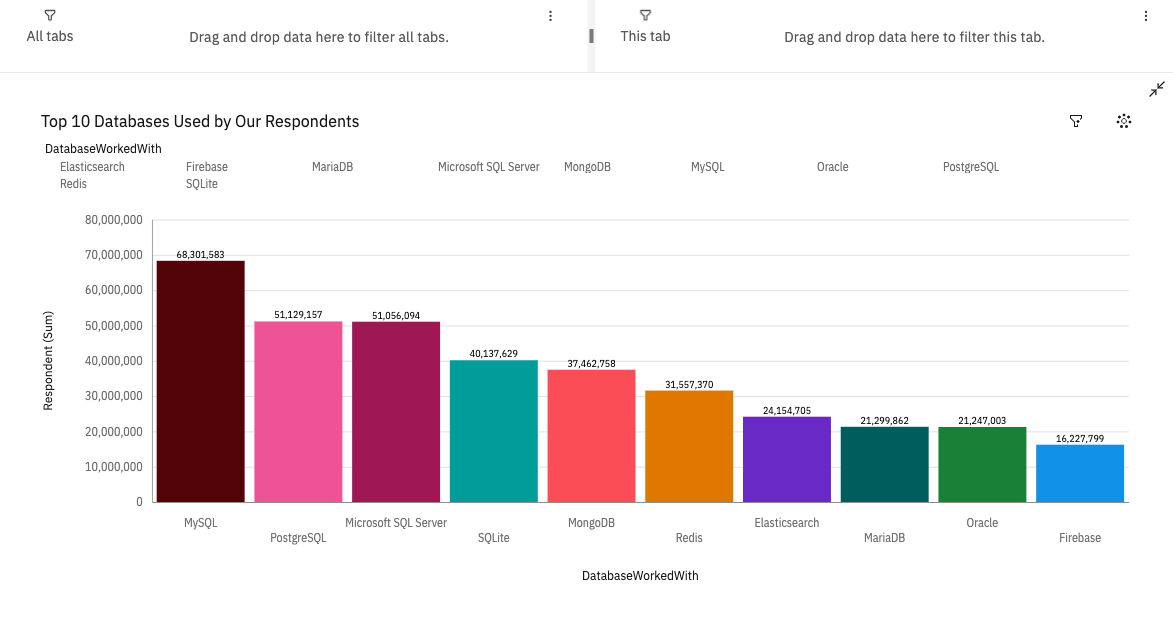 All tabs
Drag and drop data here to filter all tabs.
This tab
Drag and drop data here to filter this tab.
Top 10 Databases Used by Our Respondents
DatabaseWorkedWith
Elasticsearch Firebase MariaDB Microsoft SQL Server MongoDB MySQL Oracle PostgreSQL
Redis SQLite
Respondent (Sum)
80,000,000
70,000,000
60,000,000
50,000,000
40,000,000
30,000,000
20,000,000
10,000,000
0
68,301,583
51,129,157
51,056,094
40,137,629
37,462,758
31,557,370
24,154,705
21,299,862
21,247,003
16,227,799
MySQL
PostgreSQL
Microsoft SQL Server
SQLite
MongoDB
Redis
Elasticsearch
MariaDB
Oracle
Firebase
DatabaseWorkedWith